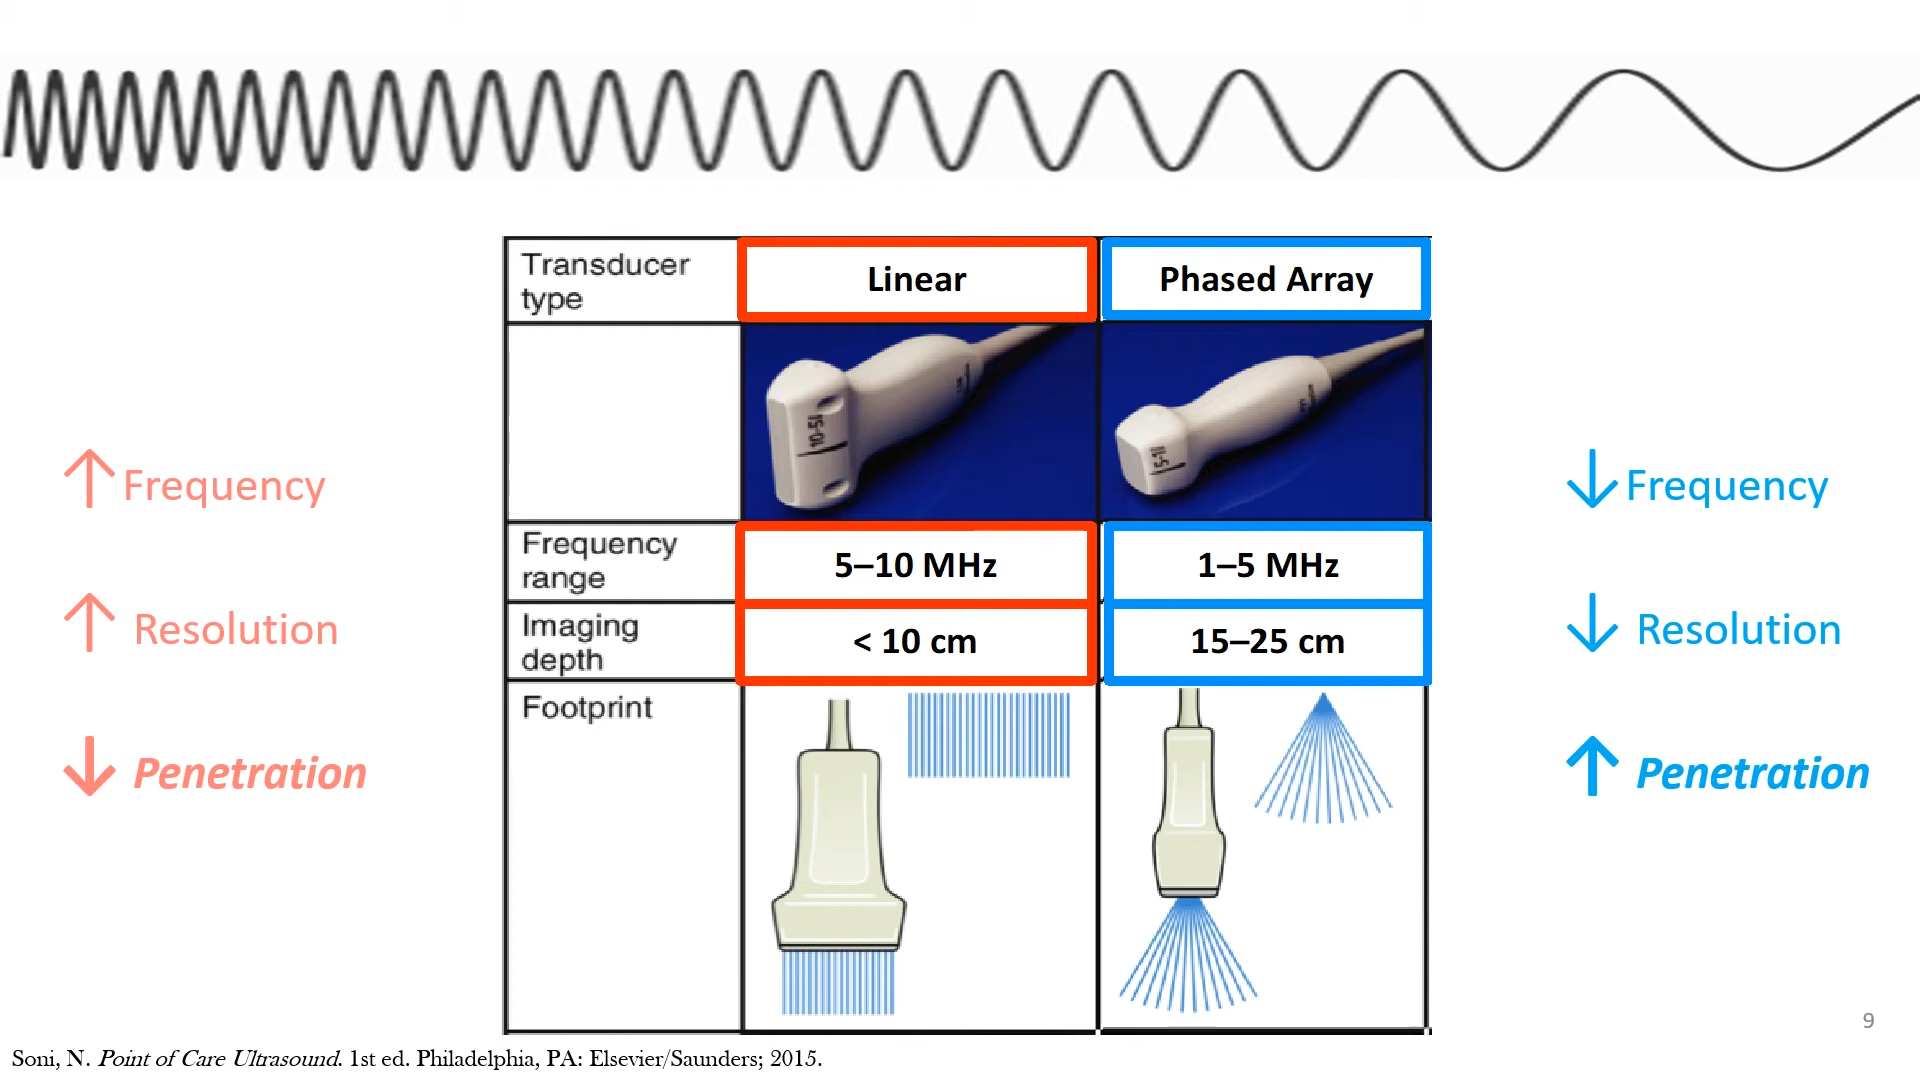 Transducer
type
Linear
Phased Array
10-5l
5-1l
Frequency
range
5–10 MHz
1–5 MHz
Imaging
depth
< 10 cm
15–25 cm
Footprint
↑ Frequency
↑ Resolution
↓ Penetration
↓ Frequency
↓ Resolution
↑ Penetration
9
Soni, N. Point of Care Ultrasound. 1st ed. Philadelphia, PA: Elsevier/Saunders; 2015.